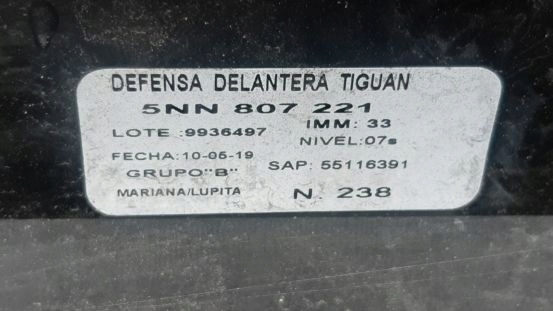 DEFENSA DELANTERA TIGUAN
5NN 807 221
LOTE :9936497 IMM: 33
NIVEL:07s
FECHA:10-05-19 SAP: 55116391
GRUPO"B"
MARIANA/LUPITA N. 238